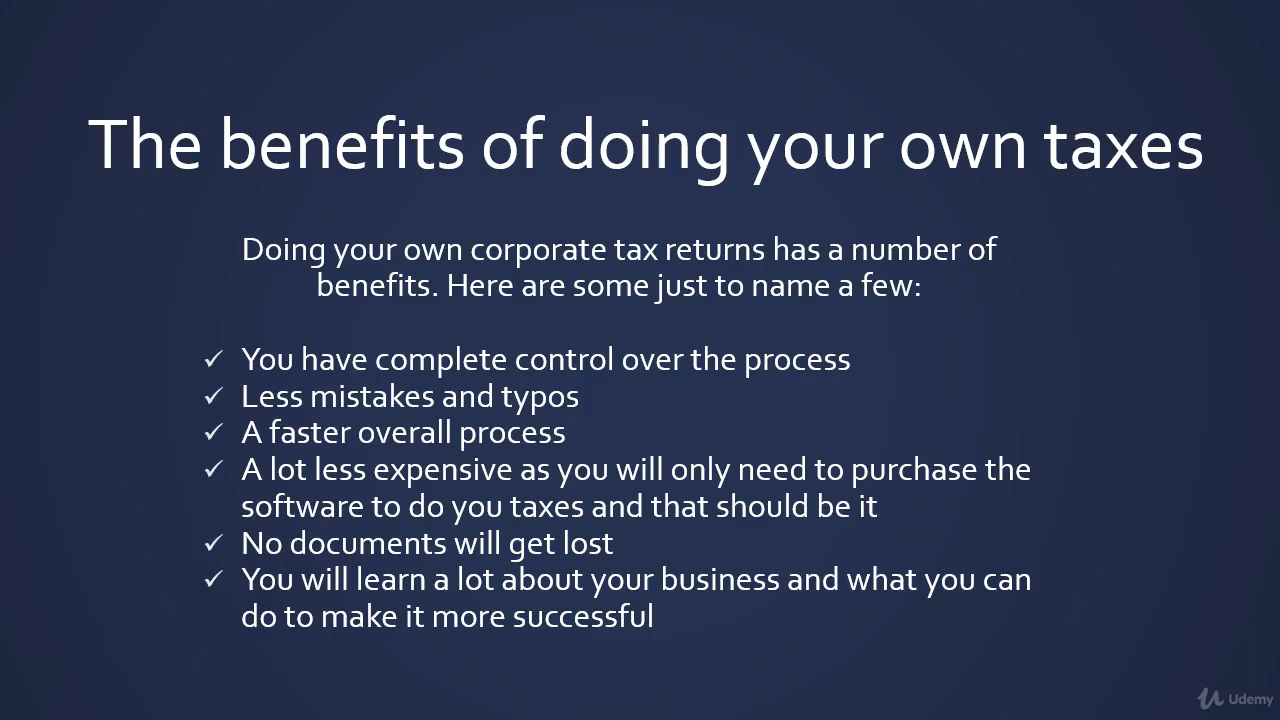 The benefits of doing your own taxes
Doing your own corporate tax returns has a number of
benefits. Here are some just to name a few:
✓ You have complete control over the process
✓ Less mistakes and typos
✓ A faster overall process
✓ A lot less expensive as you will only need to purchase the
software to do you taxes and that should be it
✓ No documents will get lost
✓ You will learn a lot about your business and what you can
do to make it more successful
Udemy